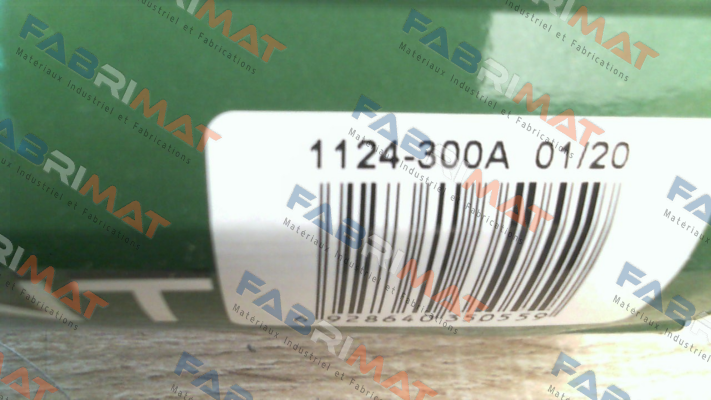 1124-300A 01/20
928640 350559
FABRIMAT
Materiaux Industriel et Fabrications